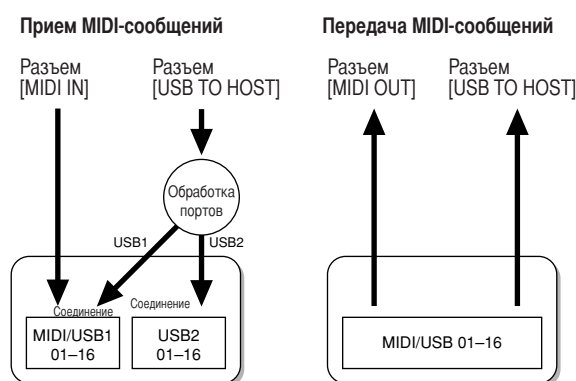 Прием MIDI-сообщений
Разъем
[MIDI IN]
Разъем
[USB TO HOST]
Обработка
портов
USB1
USB2
Соединение
Соединение
MIDI/USB1
01–16
USB2
01–16
Передача MIDI-сообщений
Разъем
[MIDI OUT]
Разъем
[USB TO HOST]
MIDI/USB 01–16